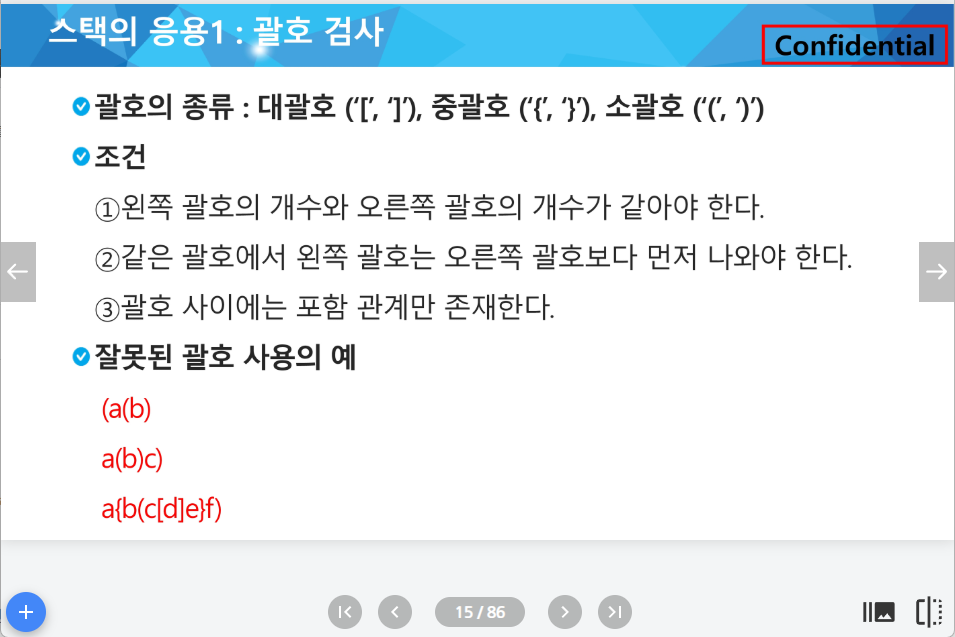 스택의 응용1 : 괄호 검사
Confidential
괄호의 종류 : 대괄호 (‘[’, ‘]’), 중괄호 (‘{’, ‘}’), 소괄호 (‘(’, ‘)’)
조건
①왼쪽 괄호의 개수와 오른쪽 괄호의 개수가 같아야 한다.
②같은 괄호에서 왼쪽 괄호는 오른쪽 괄호보다 먼저 나와야 한다.
③괄호 사이에는 포함 관계만 존재한다.
잘못된 괄호 사용의 예
(a(b)
a(b)c)
a{b(c[d]e}f)
15 / 86